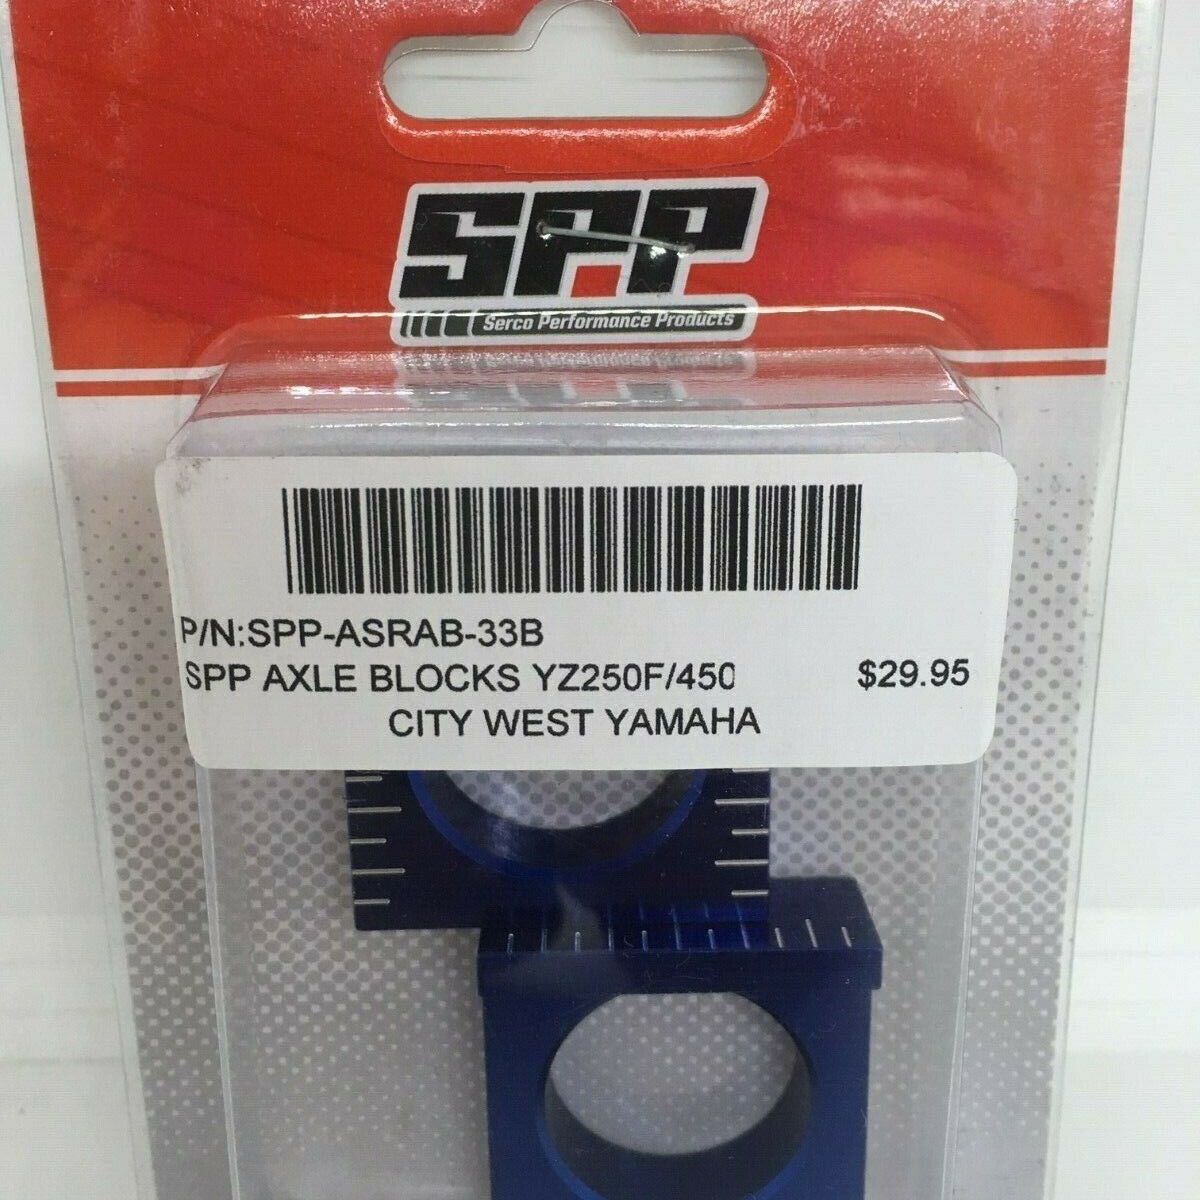 SPP
Serco Performance Products
P/N:SPP-ASRAB-33B
SPP AXLE BLOCKS YZ250F/450 $29.95
CITY WEST YAMAHA